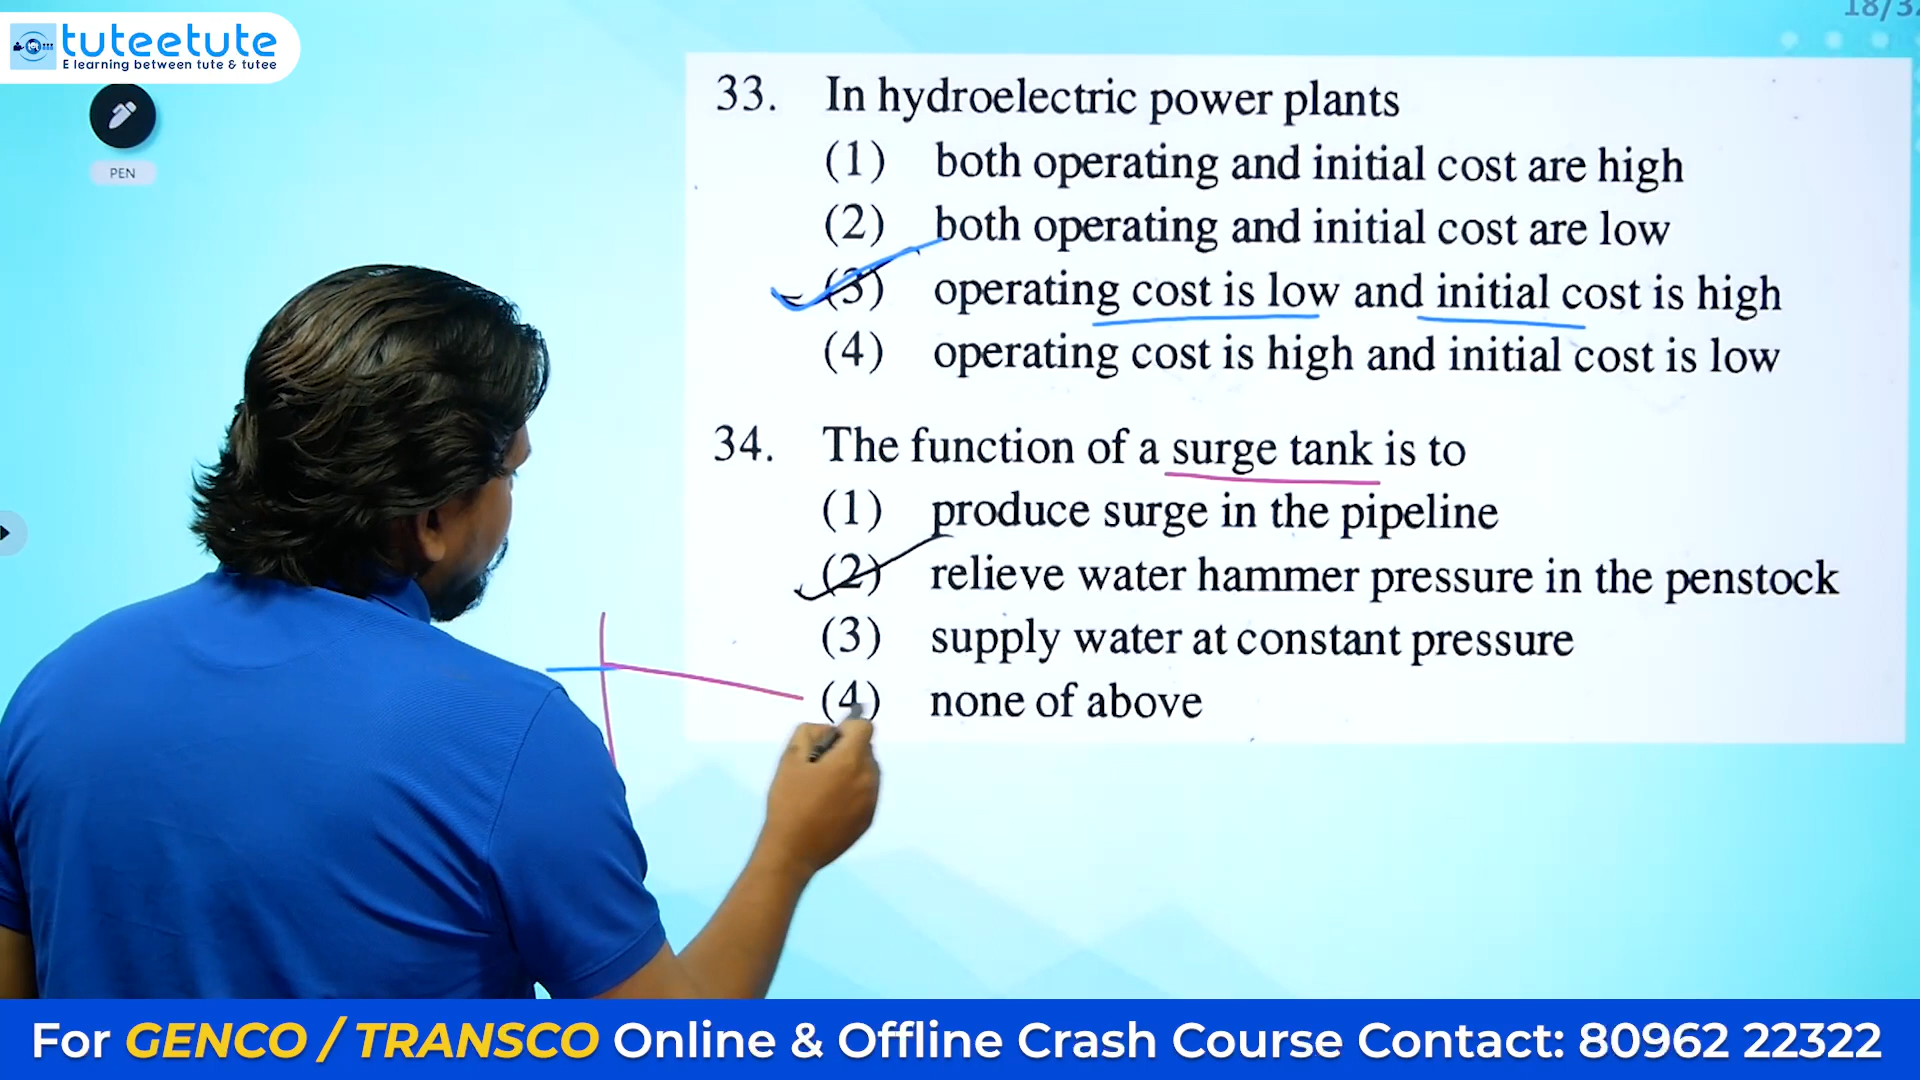 18/32
tuteetute
E learning between tute & tutee
PEN
33. In hydroelectric power plants
(1) both operating and initial cost are high
(2) both operating and initial cost are low
(3) operating cost is low and initial cost is high
(4) operating cost is high and initial cost is low
34. The function of a surge tank is to
(1) produce surge in the pipeline
(2) relieve water hammer pressure in the penstock
(3) supply water at constant pressure
(4) none of above
For GENCO / TRANSCO Online & Offline Crash Course Contact: 80962 22322